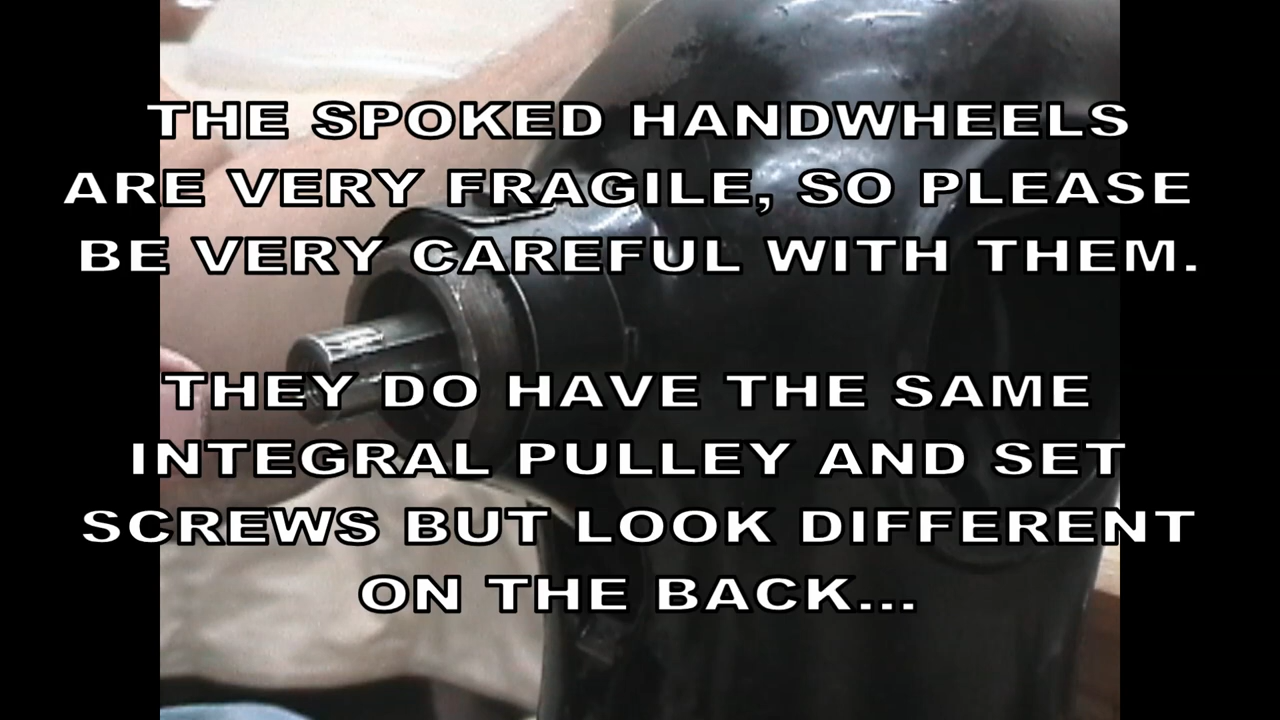 THE SPOKED HANDWHEELS
ARE VERY FRAGILE, SO PLEASE
BE VERY CAREFUL WITH THEM.
THEY DO HAVE THE SAME
INTEGRAL PULLEY AND SET
SCREWS BUT LOOK DIFFERENT
ON THE BACK...